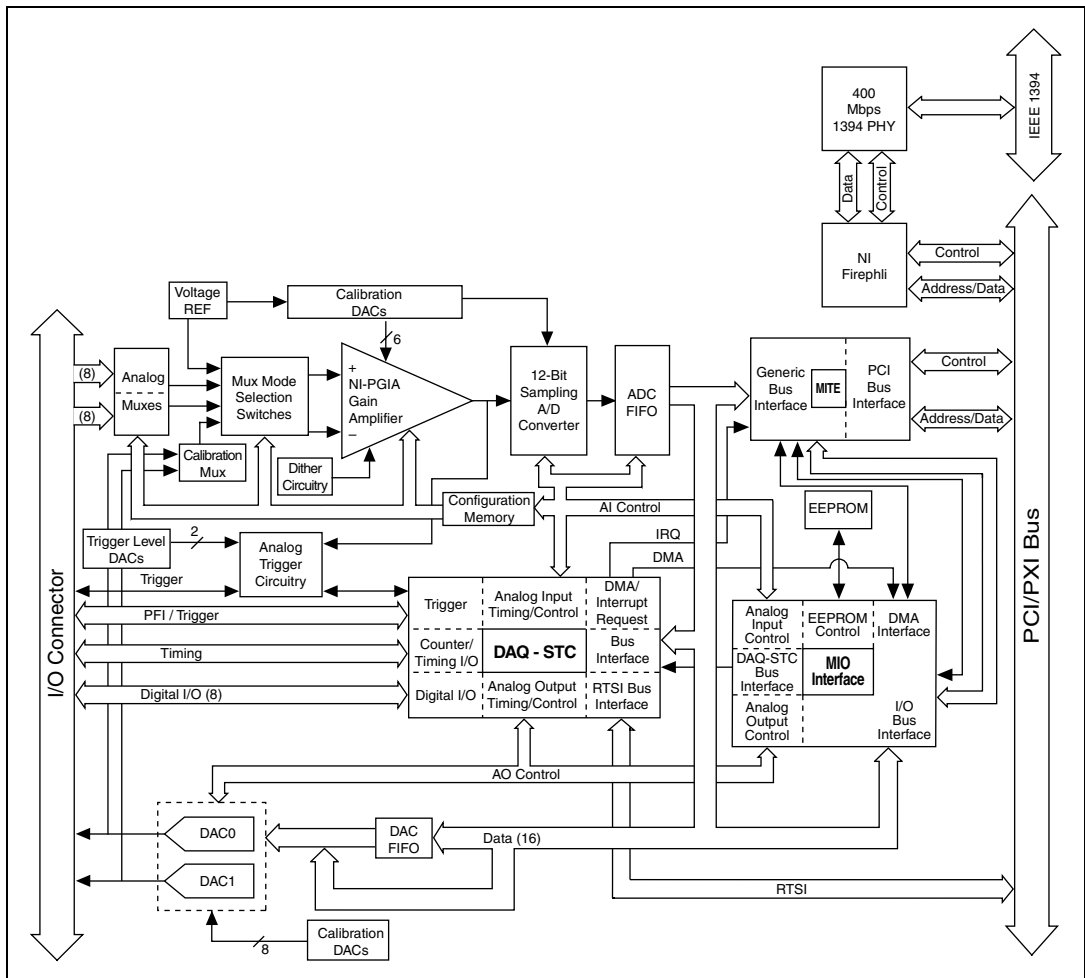 400
Mbps
1394 PHY
IEEE 1394
Data
Control
NI
Firephli
Control
Address/Data
PCI/PXI Bus
Voltage
REF
Calibration
DACs
6
(8)
(8)
Analog
Muxes
Mux Mode
Selection
Switches
+
NI-PGIA
Gain
Amplifier
–
12-Bit
Sampling
A/D
Converter
ADC
FIFO
Generic
Bus
Interface
MITE
PCI
Bus
Interface
Control
Address/Data
Calibration
Mux
Dither
Circuitry
Configuration
Memory
AI Control
EEPROM
IRQ
DMA
Trigger Level
DACs
2
Analog
Trigger
Circuitry
Trigger
PFI / Trigger
Timing
Digital I/O (8)
I/O Connector
Trigger
Analog Input
Timing/Control
DMA/
Interrupt
Request
Counter/
Timing I/O
DAQ - STC
Bus
Interface
Digital I/O
Analog Output
Timing/Control
RTSI Bus
Interface
Analog
Input
Control
EEPROM
Control
DMA
Interface
DAQ-STC
Bus
Interface
MIO
Interface
Analog
Output
Control
I/O
Bus
Interface
AO Control
DAC0
DAC1
DAC
FIFO
Data (16)
RTSI
8
Calibration
DACs